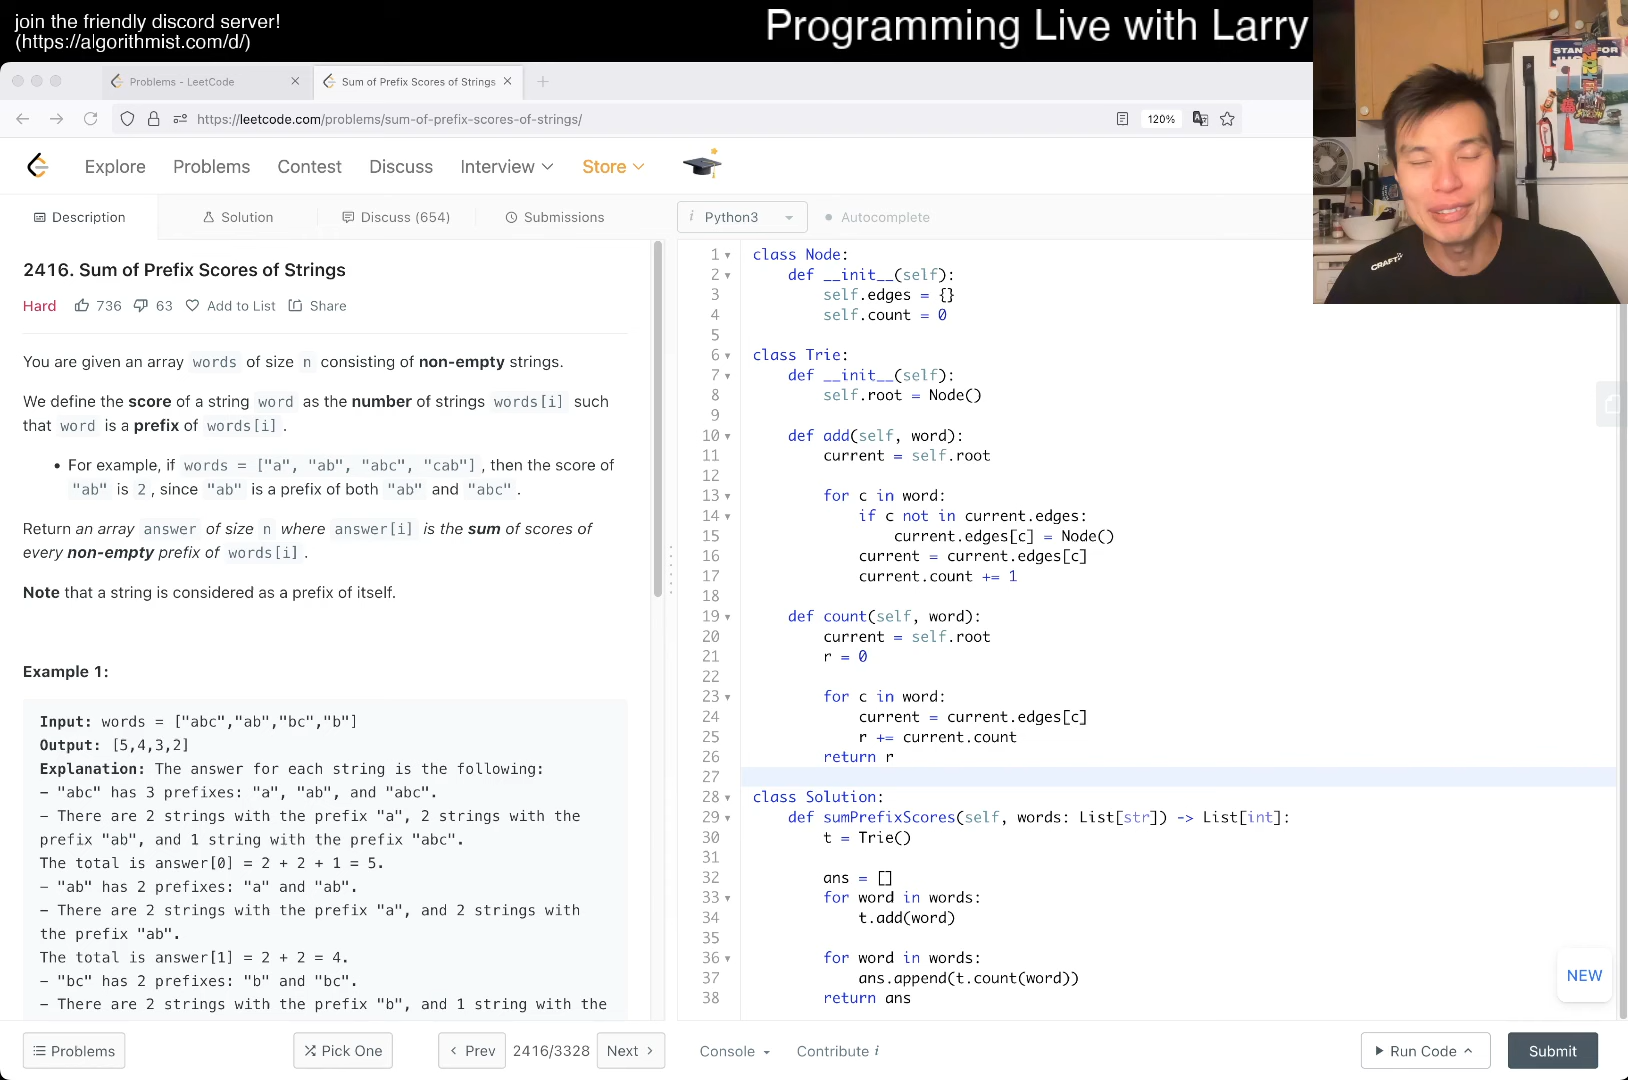 join the friendly discord server!
(https://algorithmist.com/d/)
Programming Live with Larry
Problems - LeetCode
Sum of Prefix Scores of Strings
https://leetcode.com/problems/sum-of-prefix-scores-of-strings/
120%
Explore
Problems
Contest
Discuss
Interview
Store
Description
Solution
Discuss (654)
Submissions
2416. Sum of Prefix Scores of Strings
Hard
736
63
Add to List
Share
You are given an array words of size n consisting of non-empty strings.
We define the score of a string word as the number of strings words[i] such
that word is a prefix of words[i].
• For example, if words = ["a", "ab", "abc", "cab"], then the score of
"ab" is 2, since "ab" is a prefix of both "ab" and "abc".
Return an array answer of size n where answer[i] is the sum of scores of
every non-empty prefix of words[i].
Note that a string is considered as a prefix of itself.
Example 1:
Input: words = ["abc","ab","bc","b"]
Output: [5,4,3,2]
Explanation: The answer for each string is the following:
- "abc" has 3 prefixes: "a", "ab", and "abc".
- There are 2 strings with the prefix "a", 2 strings with the
prefix "ab", and 1 string with the prefix "abc".
The total is answer[0] = 2 + 2 + 1 = 5.
- "ab" has 2 prefixes: "a" and "ab".
- There are 2 strings with the prefix "a", and 2 strings with
the prefix "ab".
The total is answer[1] = 2 + 2 = 4.
- "bc" has 2 prefixes: "b" and "bc".
- There are 2 strings with the prefix "b", and 1 string with the
i Python3
Autocomplete
1 class Node:
2     def __init__(self):
3         self.edges = {}
4         self.count = 0
5
6 class Trie:
7     def __init__(self):
8         self.root = Node()
9
10     def add(self, word):
11         current = self.root
12
13         for c in word:
14             if c not in current.edges:
15                 current.edges[c] = Node()
16             current = current.edges[c]
17             current.count += 1
18
19     def count(self, word):
20         current = self.root
21         r = 0
22
23         for c in word:
24             current = current.edges[c]
25             r += current.count
26         return r
27
28 class Solution:
29     def sumPrefixScores(self, words: List[str]) -> List[int]:
30         t = Trie()
31
32         ans = []
33         for word in words:
34             t.add(word)
35
36         for word in words:
37             ans.append(t.count(word))
38         return ans
NEW
Problems
Pick One
Prev
2416/3328
Next
Console
Contribute i
Run Code
Submit
CRAFT